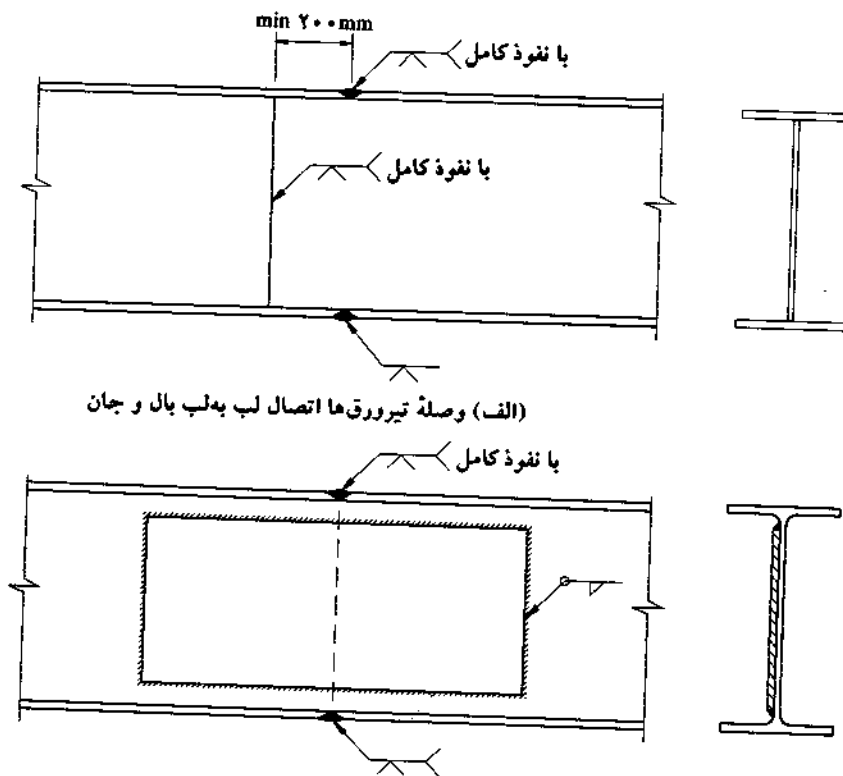 min ۲۰۰mm
با نفوذ کامل
با نفوذ کامل
(الف) وصلهٔ تیرورق‌ها اتصال لب به‌لب بال و جان
با نفوذ کامل